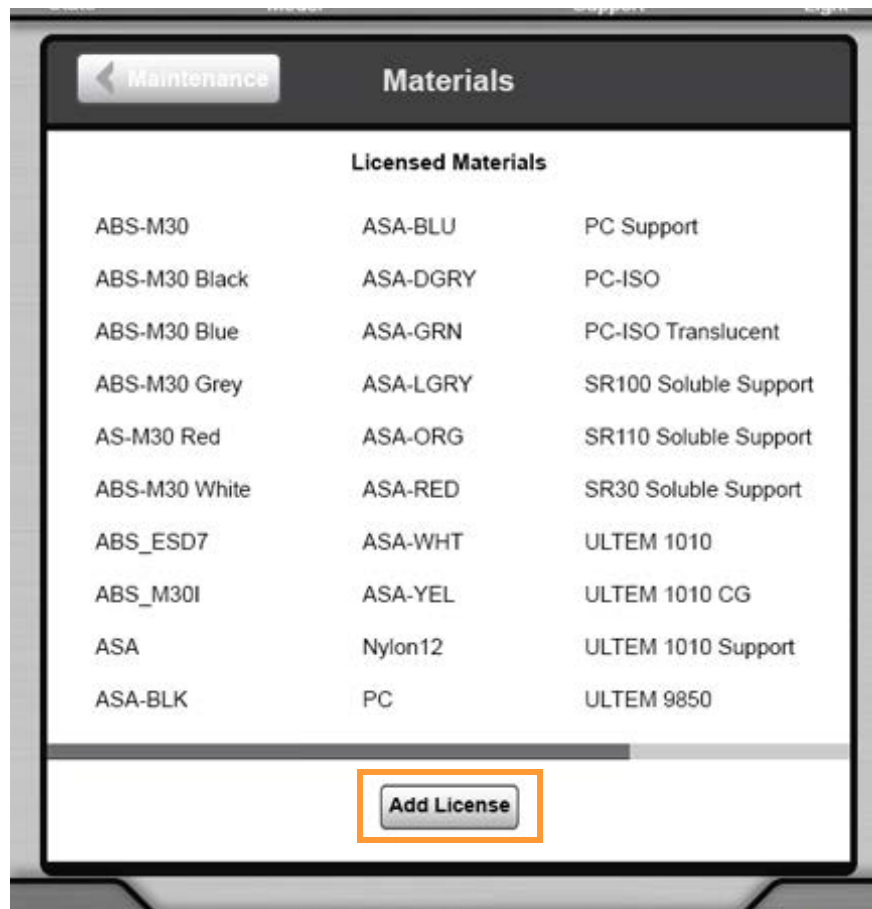 Maintenance
Materials
Licensed Materials
ABS-M30 ASA-BLU PC Support
ABS-M30 Black ASA-DGRY PC-ISO
ABS-M30 Blue ASA-GRN PC-ISO Translucent
ABS-M30 Grey ASA-LGRY SR100 Soluble Support
AS-M30 Red ASA-ORG SR110 Soluble Support
ABS-M30 White ASA-RED SR30 Soluble Support
ABS_ESD7 ASA-WHT ULTEM 1010
ABS_M30I ASA-YEL ULTEM 1010 CG
ASA Nylon12 ULTEM 1010 Support
ASA-BLK PC ULTEM 9850
Add License